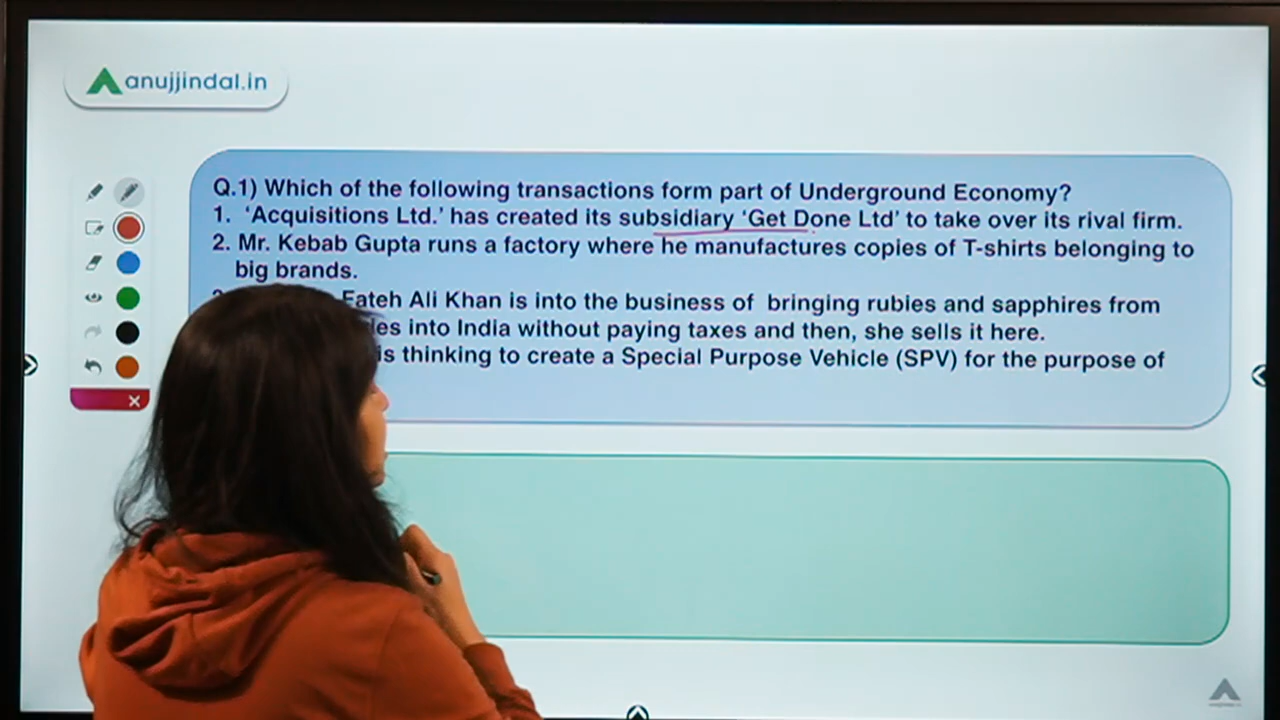 anujjindal.in
Q.1) Which of the following transactions form part of Underground Economy?
1. ‘Acquisitions Ltd.’ has created its subsidiary ‘Get Done Ltd’ to take over its rival firm.
2. Mr. Kebab Gupta runs a factory where he manufactures copies of T-shirts belonging to
big brands.
Fateh Ali Khan is into the business of bringing rubies and sapphires from
into India without paying taxes and then, she sells it here.
is thinking to create a Special Purpose Vehicle (SPV) for the purpose of